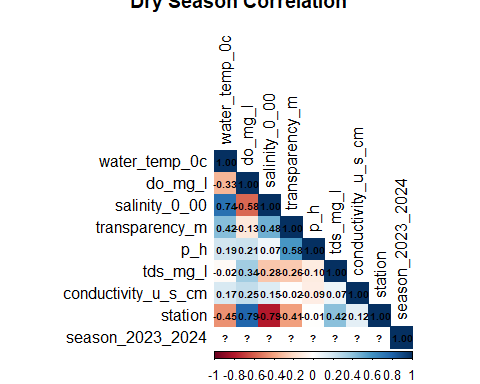 Dry Season Correlation
water_temp_0c
do_mg_l
salinity_0_00
transparency_m
p_h
tds_mg_l
conductivity_u_s_cm
station
season_2023_2024
water_temp_0c 1.00
do_mg_l -0.33 1.00
salinity_0_00 0.74 -0.58 1.00
transparency_m 0.42 -0.13 0.48 1.00
p_h 0.19 0.21 0.07 0.58 1.00
tds_mg_l -0.02 0.34 -0.28 -0.26 -0.10 1.00
conductivity_u_s_cm 0.17 0.25 0.15 -0.02 -0.09 0.07 1.00
station -0.45 0.79 -0.79 -0.41 -0.01 0.42 0.12 1.00
season_2023_2024 ? ? ? ? ? ? ? ? 1.00
-1 -0.8 -0.6 -0.4 -0.2 0 0.2 0.4 0.6 0.8 1